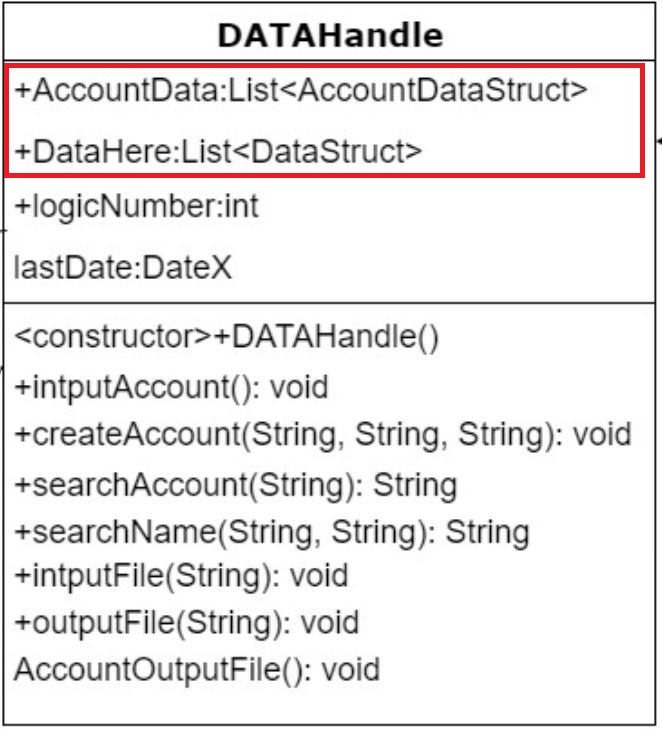 DATAHandle
+AccountData:List<AccountDataStruct>
+DataHere:List<DataStruct>
+logicNumber:int
lastDate:DateX
<constructor>+DATAHandle()
+intputAccount(): void
+createAccount(String, String, String): void
+searchAccount(String): String
+searchName(String, String): String
+intputFile(String): void
+outputFile(String): void
AccountOutputFile(): void